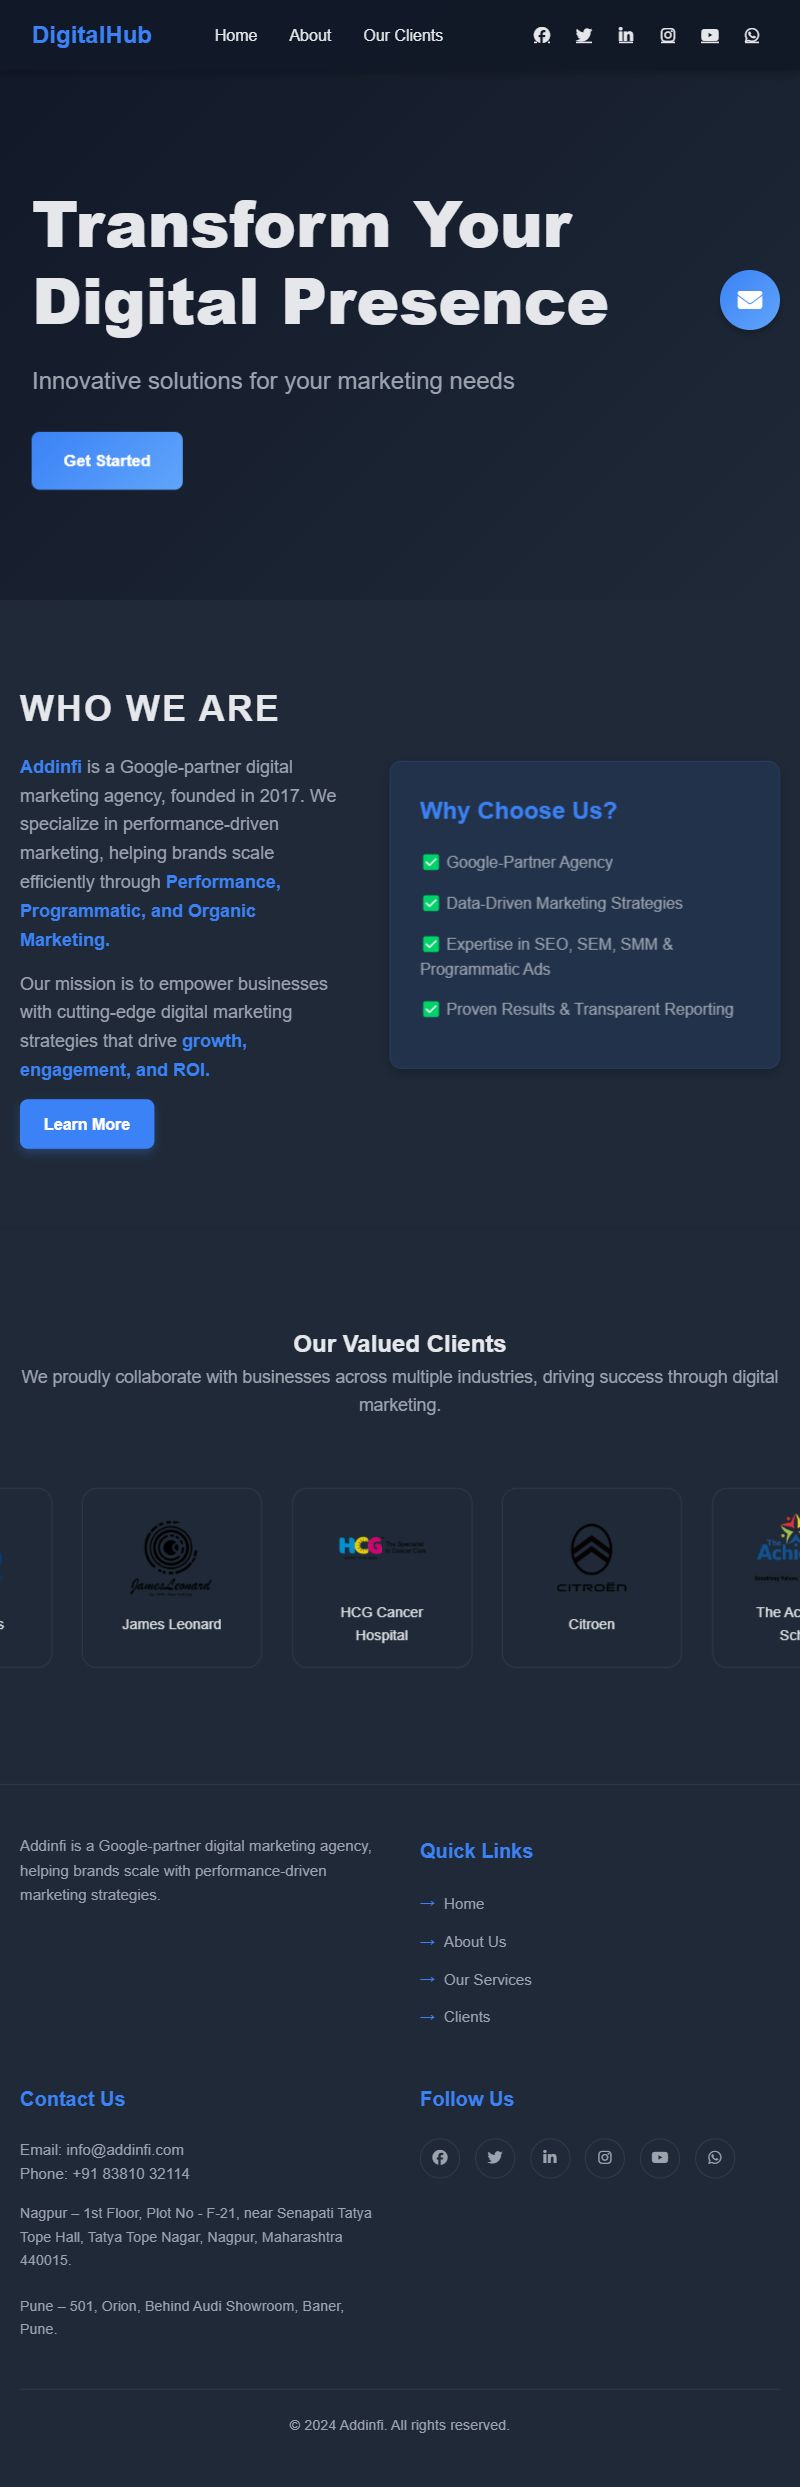 DigitalHub
Home
About
Our Clients
Transform Your
Digital Presence
Innovative solutions for your marketing needs
Get Started
WHO WE ARE
Addinfi is a Google-partner digital
marketing agency, founded in 2017. We
specialize in performance-driven
marketing, helping brands scale
efficiently through Performance,
Programmatic, and Organic
Marketing.
Our mission is to empower businesses
with cutting-edge digital marketing
strategies that drive growth,
engagement, and ROI.
Learn More
Why Choose Us?
✅ Google-Partner Agency
✅ Data-Driven Marketing Strategies
✅ Expertise in SEO, SEM, SMM &
Programmatic Ads
✅ Proven Results & Transparent Reporting
Our Valued Clients
We proudly collaborate with businesses across multiple industries, driving success through digital
marketing.
James Leonard
James Leonard
HCG
HCG Cancer
Hospital
CITROËN
Citroen
The
Achi
The Ac
Sch
Addinfi is a Google-partner digital marketing agency,
helping brands scale with performance-driven
marketing strategies.
Quick Links
→ Home
→ About Us
→ Our Services
→ Clients
Contact Us
Email: info@addinfi.com
Phone: +91 83810 32114
Nagpur – 1st Floor, Plot No - F-21, near Senapati Tatya
Tope Hall, Tatya Tope Nagar, Nagpur, Maharashtra
440015.
Pune – 501, Orion, Behind Audi Showroom, Baner,
Pune.
Follow Us
© 2024 Addinfi. All rights reserved.